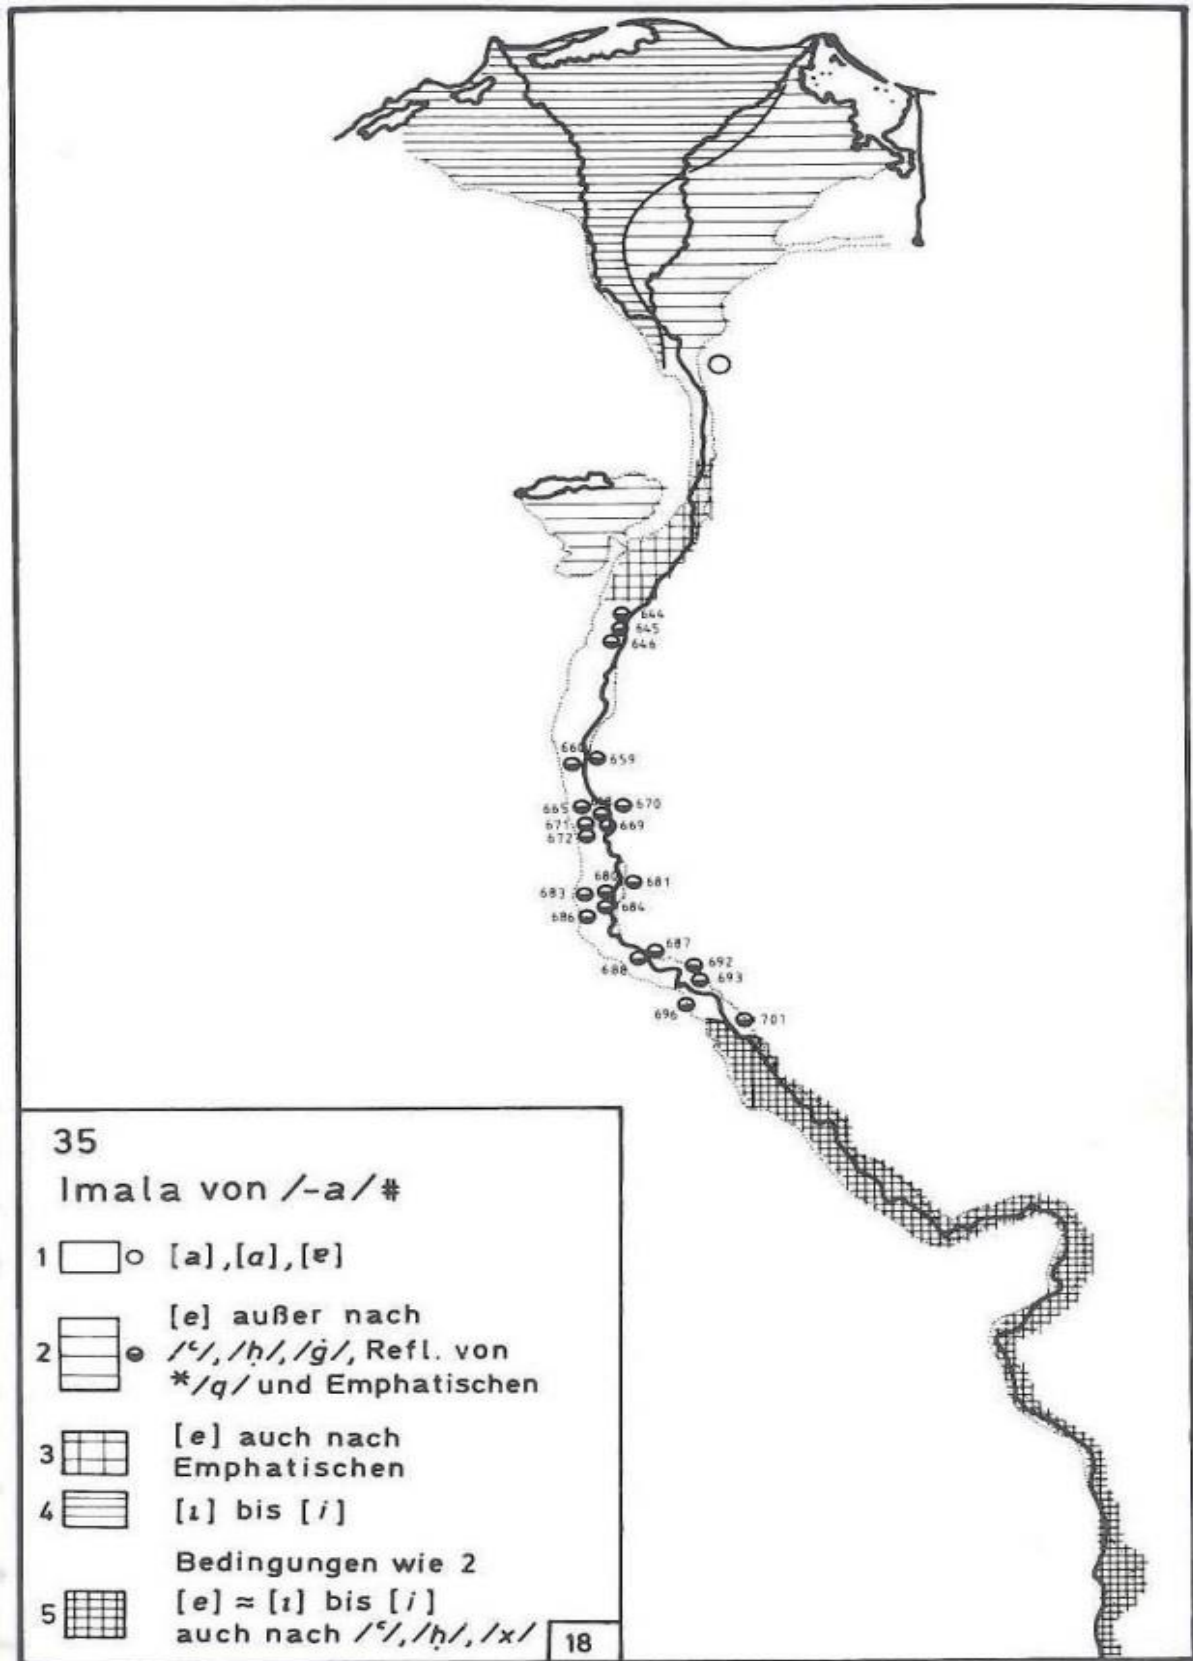 644
645
646
660
659
665
670
671
669
672
680
681
683
684
686
687
688
692
693
696
701
35
Imala von /-a/#
1 [a],[ɑ],[ɐ]
[e] außer nach
2 /ʿ/,/ḥ/,/ġ/, Refl. von
*/q/ und Emphatischen
[e] auch nach
3 Emphatischen
4 [ɩ] bis [i]
Bedingungen wie 2
5 [e] ≈ [ɩ] bis [i]
auch nach /ʿ/,/ḥ/,/x/
18